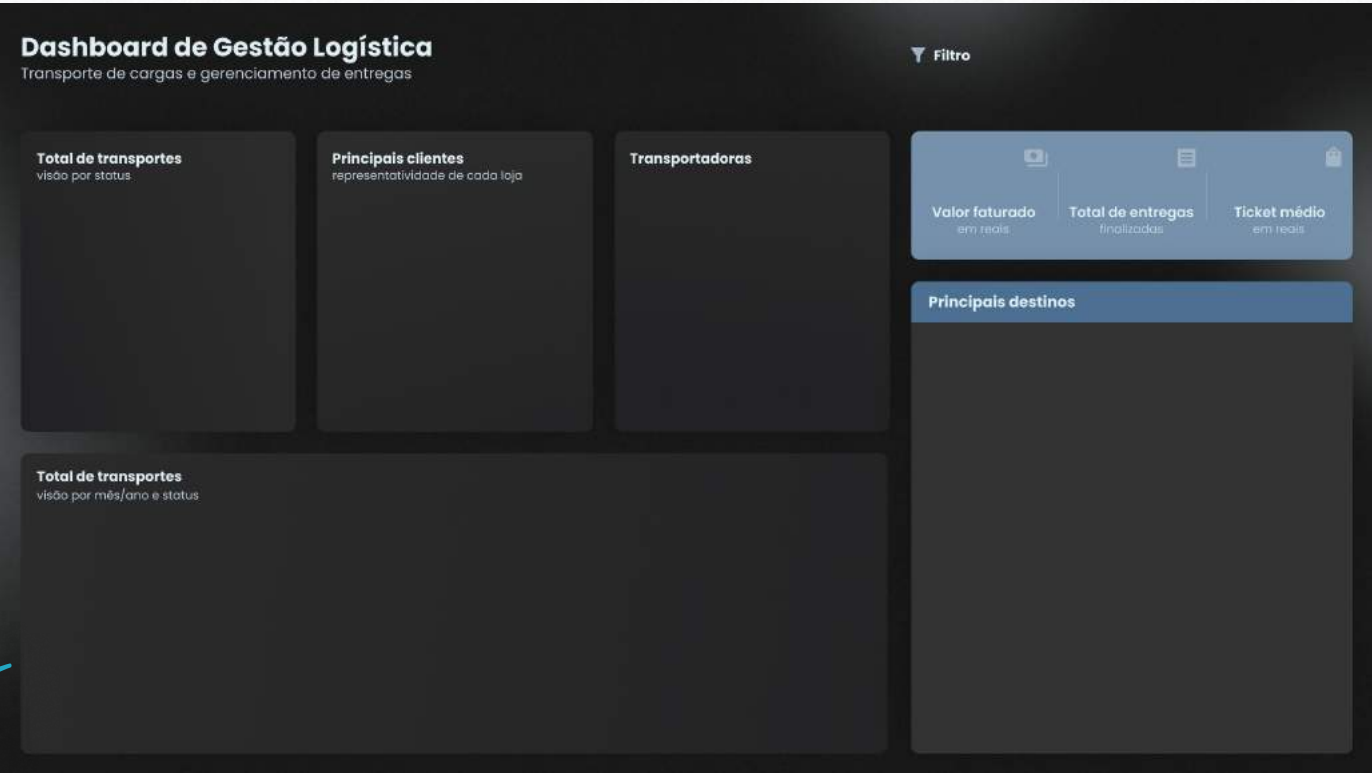 Dashboard de Gestão Logística
Transporte de cargas e gerenciamento de entregas
Filtro
Total de transportes
visão por status
Principais clientes
representatividade de cada loja
Transportadoras
Valor faturado
em reais
Total de entregas
finalizadas
Ticket médio
em reais
Principais destinos
Total de transportes
visão por mês/ano e status